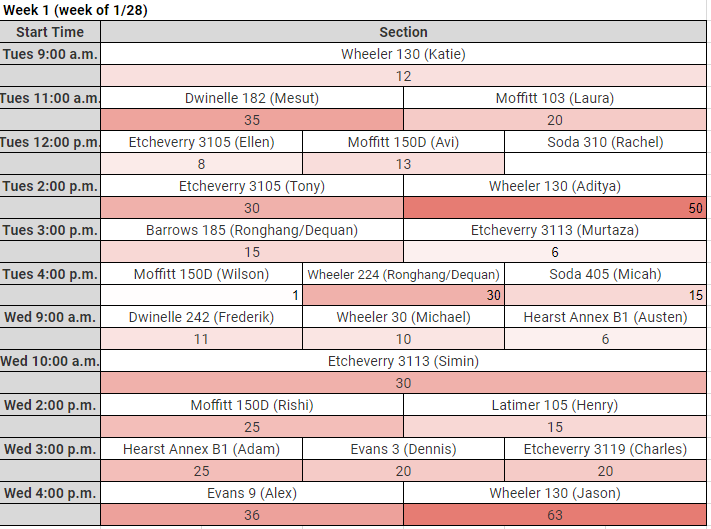 Week 1 (week of 1/28)
Start Time Section
Tues 9:00 a.m. Wheeler 130 (Katie)
12
Tues 11:00 a.m. Dwinelle 182 (Mesut) Moffitt 103 (Laura)
35 20
Tues 12:00 p.m. Etcheverry 3105 (Ellen) Moffitt 150D (Avi) Soda 310 (Rachel)
8 13
Tues 2:00 p.m. Etcheverry 3105 (Tony) Wheeler 130 (Aditya)
30 50
Tues 3:00 p.m. Barrows 185 (Ronghang/Dequan) Etcheverry 3113 (Murtaza)
15 6
Tues 4:00 p.m. Moffitt 150D (Wilson) Wheeler 224 (Ronghang/Dequan) Soda 405 (Micah)
1 30 15
Wed 9:00 a.m. Dwinelle 242 (Frederik) Wheeler 30 (Michael) Hearst Annex B1 (Austen)
11 10 6
Wed 10:00 a.m. Etcheverry 3113 (Simin)
30
Wed 2:00 p.m. Moffitt 150D (Rishi) Latimer 105 (Henry)
25 15
Wed 3:00 p.m. Hearst Annex B1 (Adam) Evans 3 (Dennis) Etcheverry 3119 (Charles)
25 20 20
Wed 4:00 p.m. Evans 9 (Alex) Wheeler 130 (Jason)
36 63